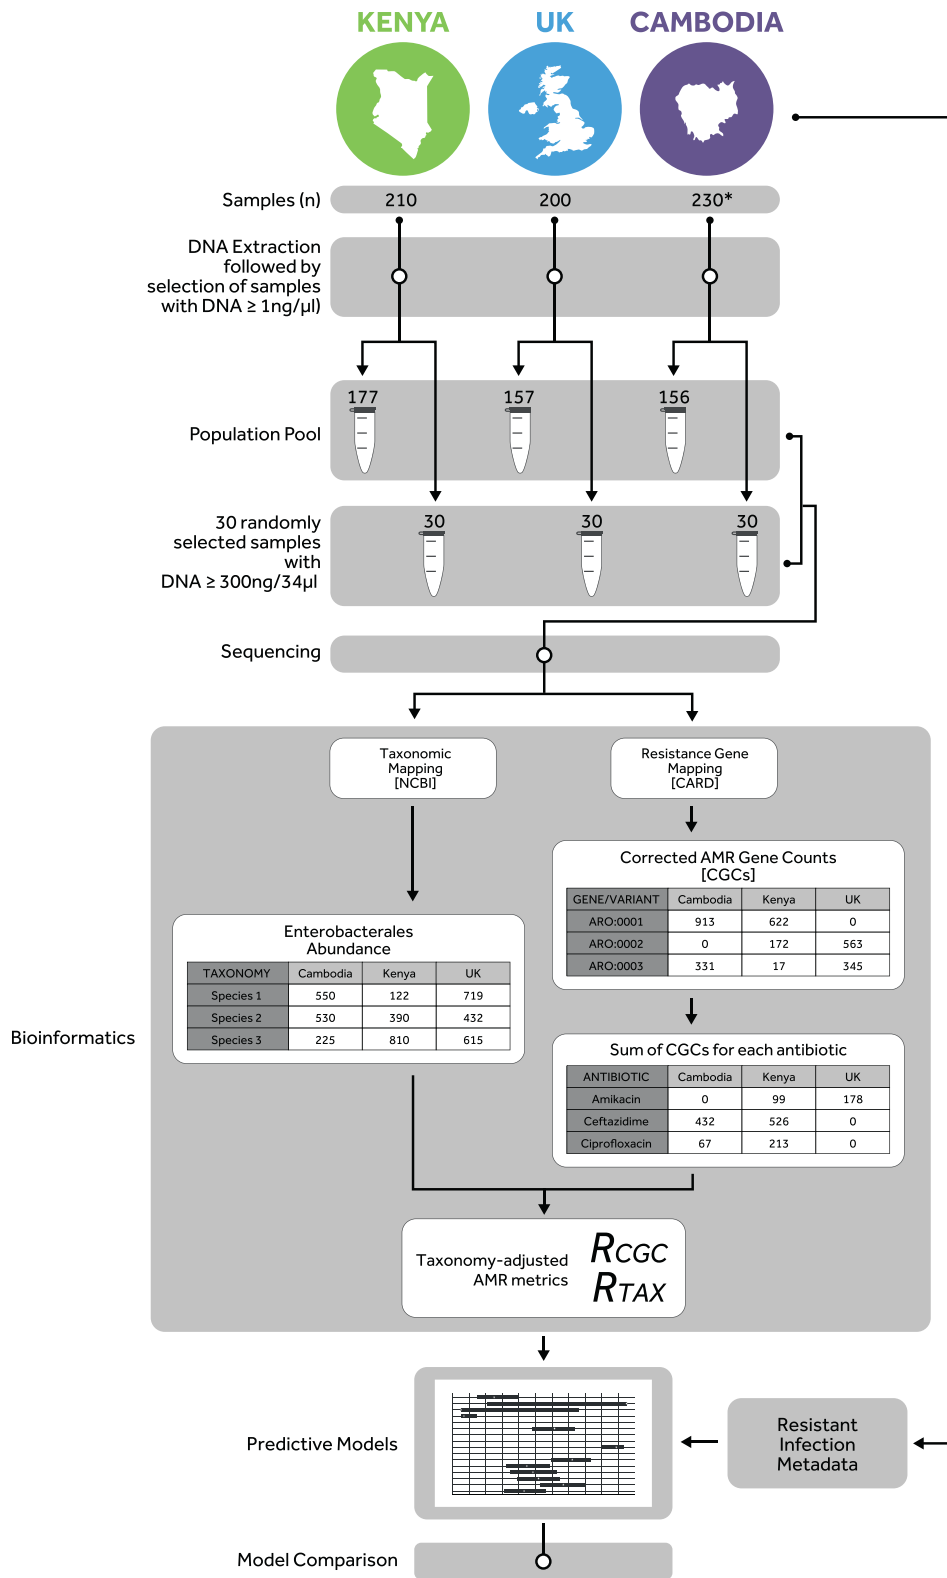 KENYA UK CAMBODIA
Samples (n) 210 200 230*
DNA Extraction
followed by
selection of samples
with DNA ≥ 1ng/µl)
177 157 156
Population Pool
30 randomly
selected samples
with
DNA ≥ 300ng/34µl
30 30 30
Sequencing
Taxonomic
Mapping
[NCBI]
Resistance Gene
Mapping
[CARD]
Corrected AMR Gene Counts
[CGCs]
GENE/VARIANT Cambodia Kenya UK
ARO:0001 913 622 0
ARO:0002 0 172 563
ARO:0003 331 17 345
Enterobacterales
Abundance
TAXONOMY Cambodia Kenya UK
Species 1 550 122 719
Species 2 530 390 432
Species 3 225 810 615
Bioinformatics
Sum of CGCs for each antibiotic
ANTIBIOTIC Cambodia Kenya UK
Amikacin 0 99 178
Ceftazidime 432 526 0
Ciprofloxacin 67 213 0
Taxonomy-adjusted
AMR metrics
RCGC
RTAX
Predictive Models
Resistant
Infection
Metadata
Model Comparison